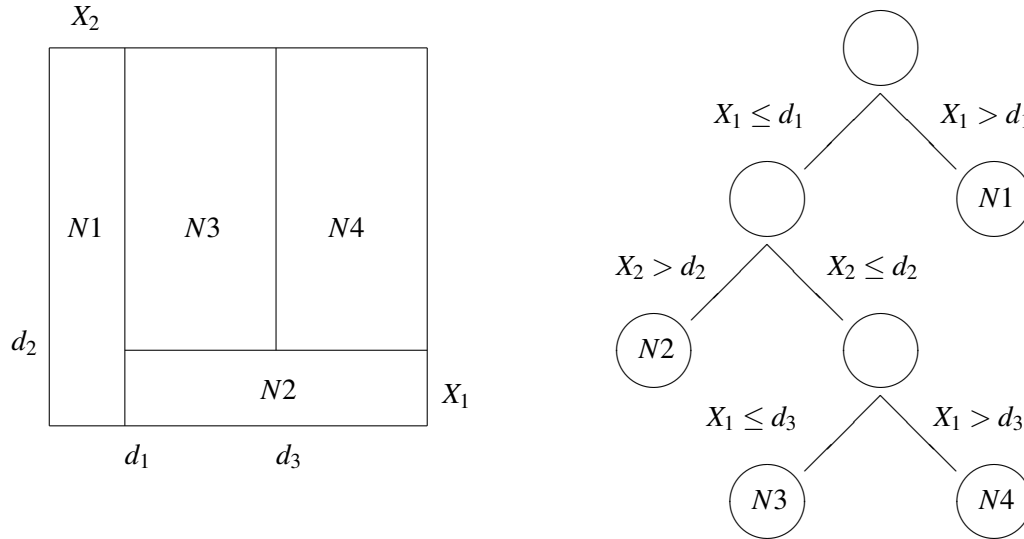 X₂
N1
N3
N4
d₂
N2
X₁
d₁
d₃
X₁ ≤ d₁
X₁ > d₁
N1
X₂ > d₂
X₂ ≤ d₂
N2
X₁ ≤ d₃
X₁ > d₃
N3
N4